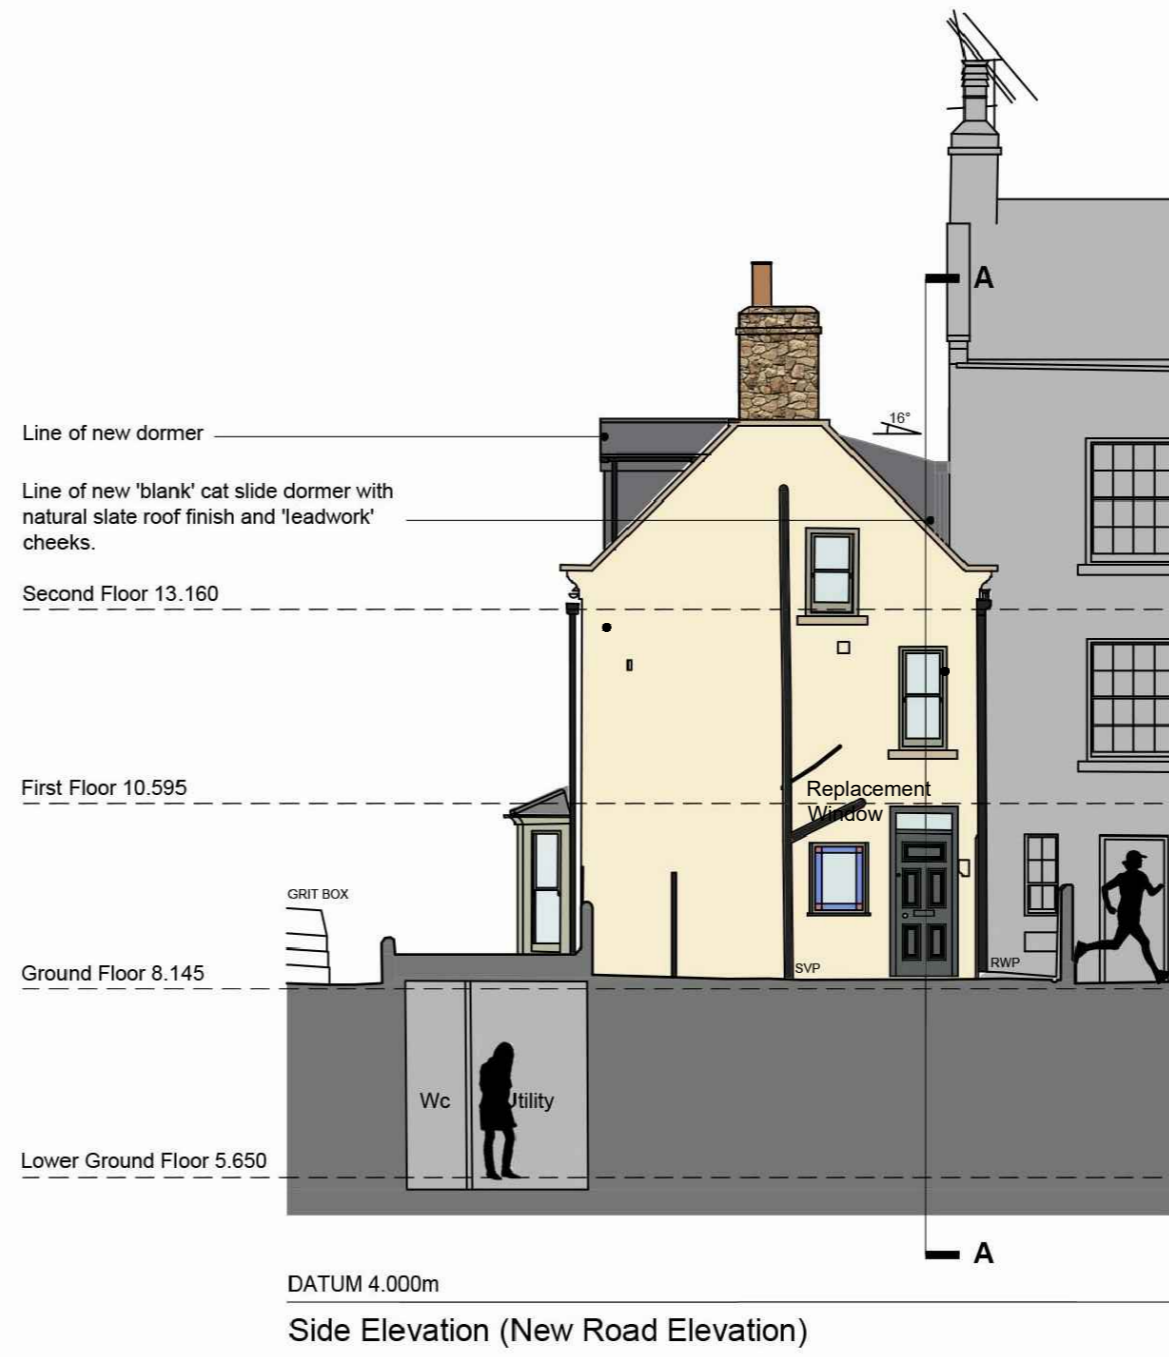 A
16°
Line of new dormer
Line of new 'blank' cat slide dormer with
natural slate roof finish and 'leadwork'
cheeks.
Second Floor 13.160
First Floor 10.595
Replacement
Window
GRIT BOX
Ground Floor 8.145
SVP
RWP
Wc
Utility
Lower Ground Floor 5.650
A
DATUM 4.000m
Side Elevation (New Road Elevation)